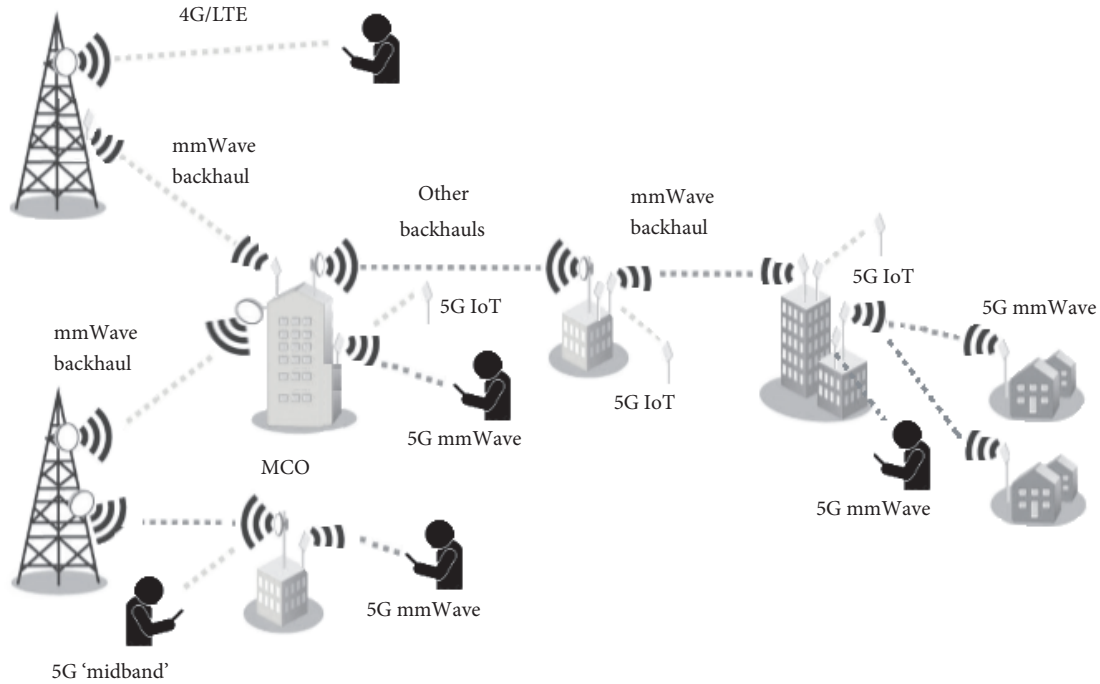 4G/LTE
mmWave
backhaul
Other
backhauls
mmWave
backhaul
5G IoT
5G IoT
5G mmWave
mmWave
backhaul
5G IoT
5G mmWave
MCO
5G mmWave
5G mmWave
5G ‘midband’